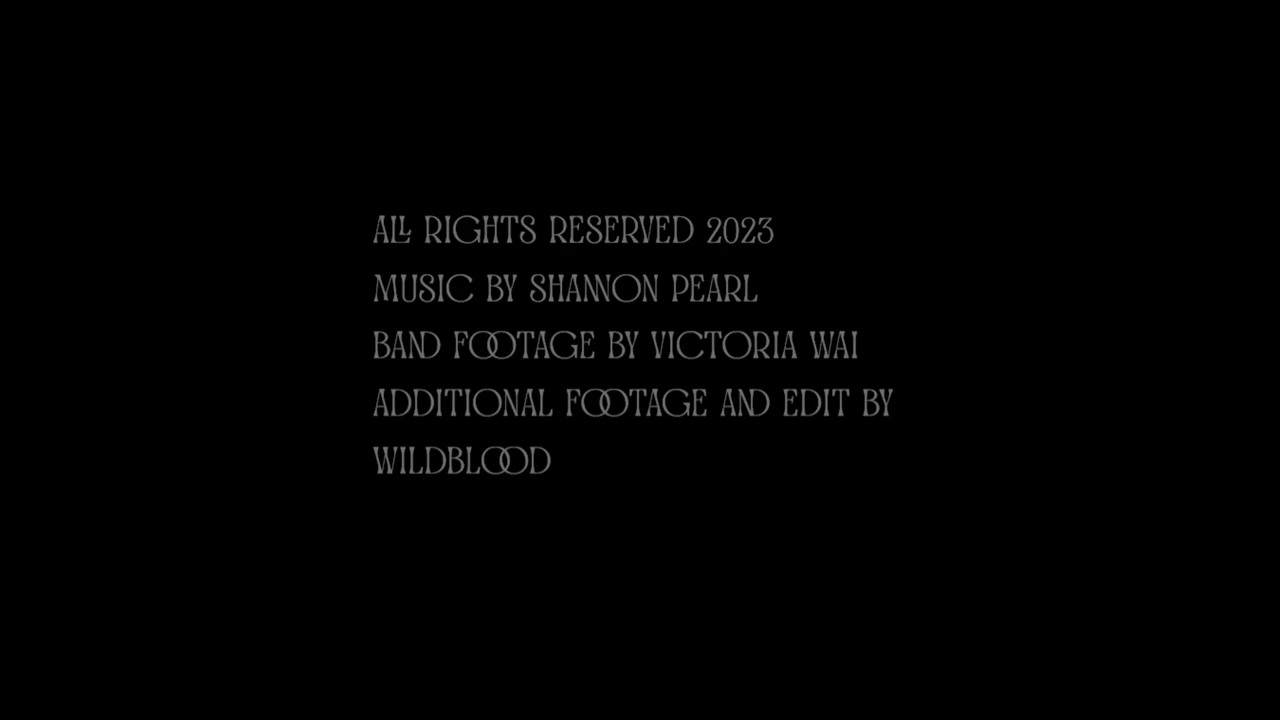 ALL RIGHTS RESERVED 2023
MUSIC BY SHANNON PEARL
BAND FOOTAGE BY VICTORIA WAI
ADDITIONAL FOOTAGE AND EDIT BY
WILDBLOOD